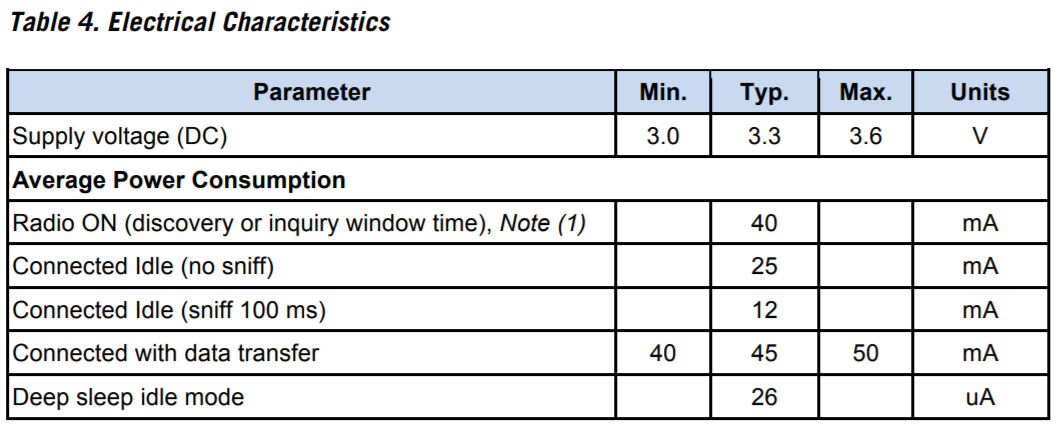 Table 4. Electrical Characteristics
Parameter Min. Typ. Max. Units
Supply voltage (DC) 3.0 3.3 3.6 V
Average Power Consumption
Radio ON (discovery or inquiry window time), Note (1) 40 mA
Connected Idle (no sniff) 25 mA
Connected Idle (sniff 100 ms) 12 mA
Connected with data transfer 40 45 50 mA
Deep sleep idle mode 26 uA